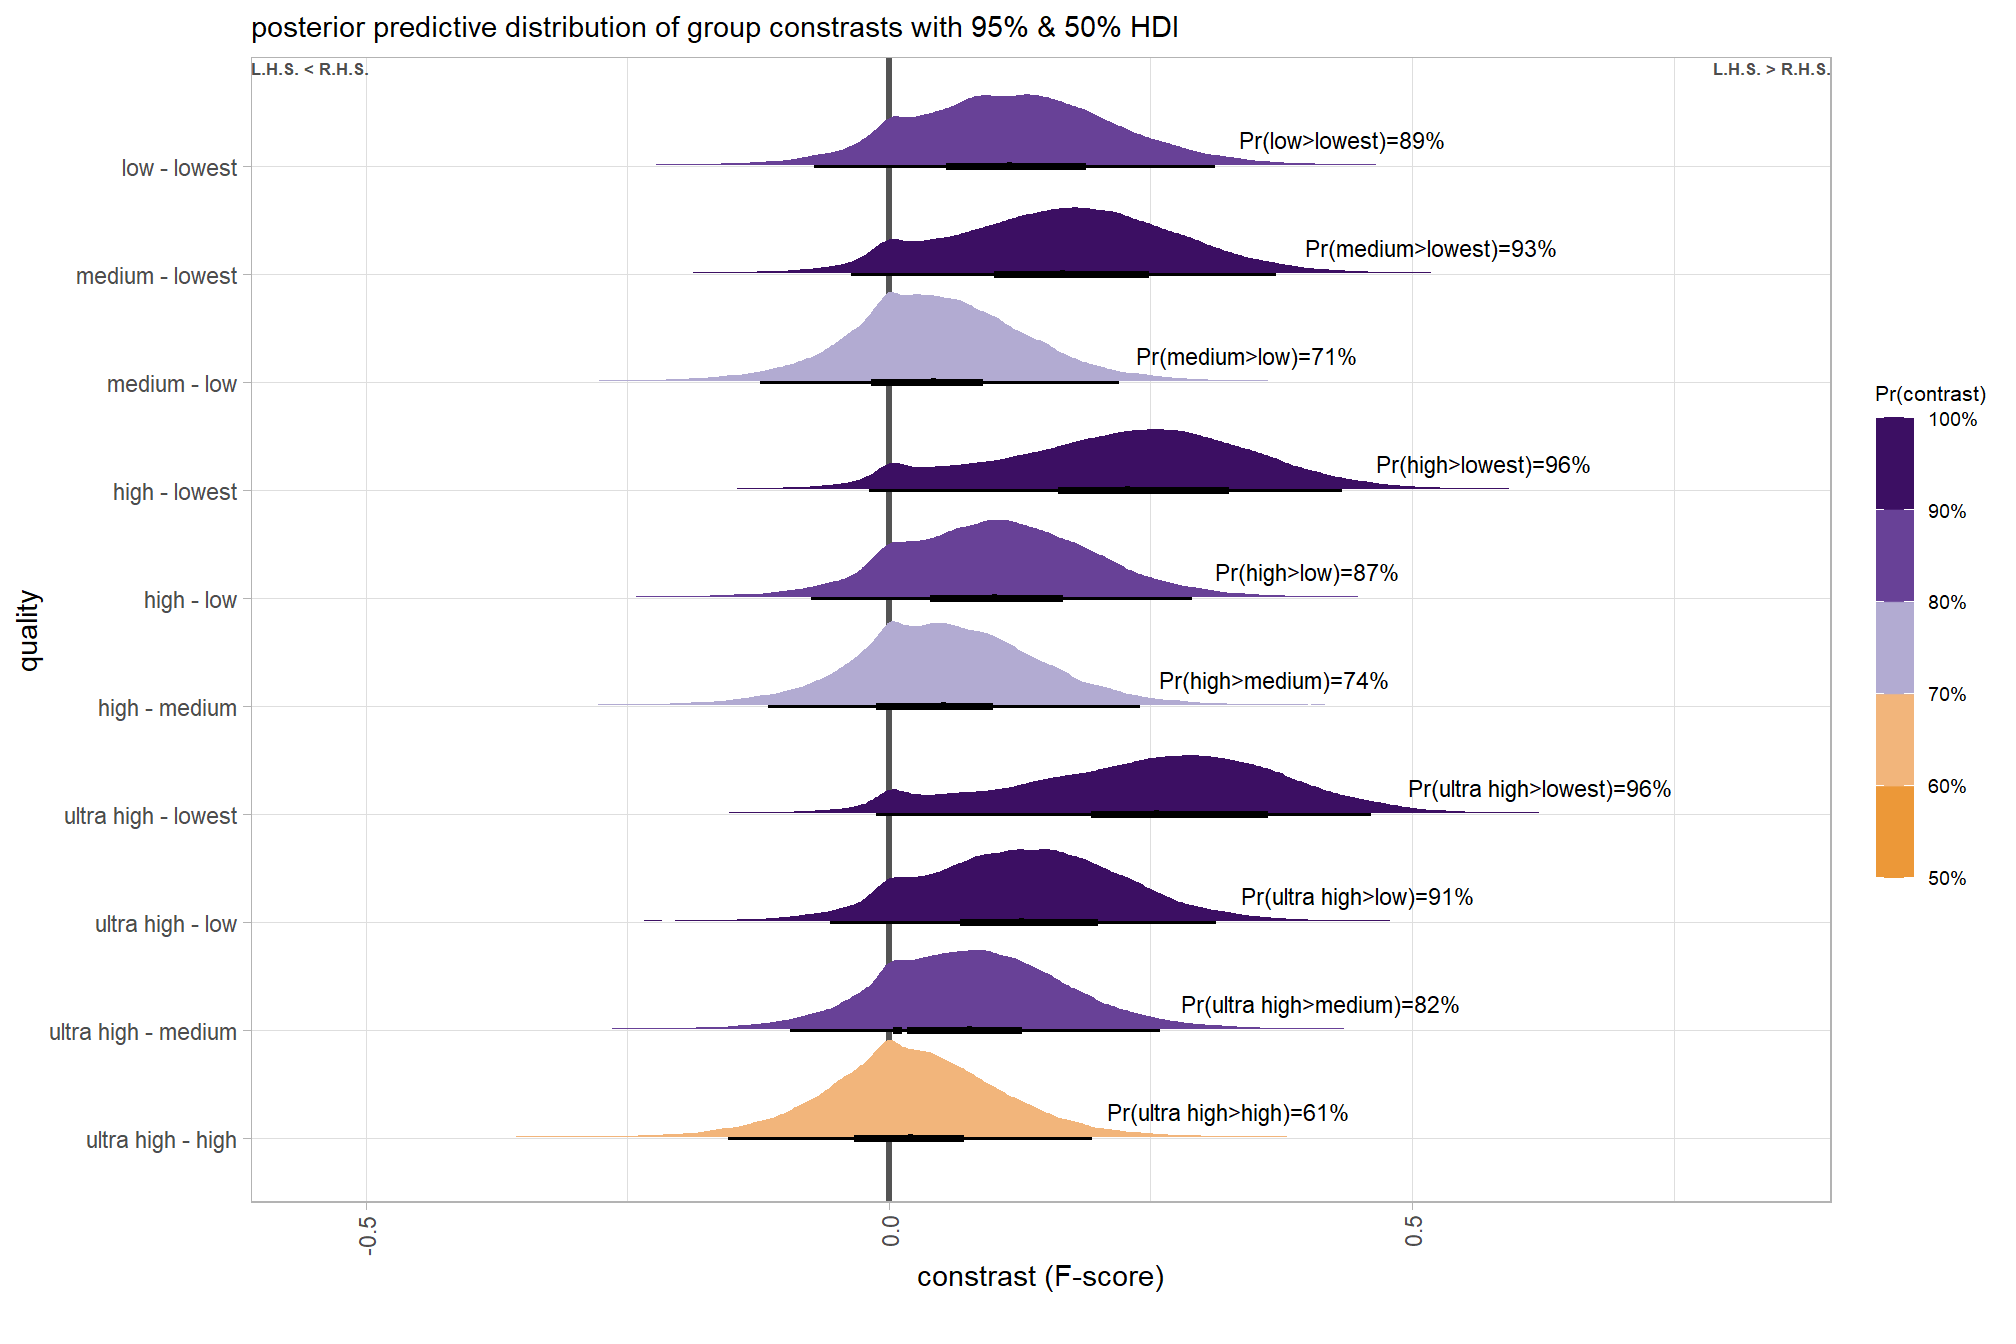 posterior predictive distribution of group constrasts with 95% & 50% HDI
L.H.S. < R.H.S.
L.H.S. > R.H.S.
low - lowest
Pr(low>lowest)=89%
medium - lowest
Pr(medium>lowest)=93%
medium - low
Pr(medium>low)=71%
high - lowest
Pr(high>lowest)=96%
high - low
Pr(high>low)=87%
high - medium
Pr(high>medium)=74%
ultra high - lowest
Pr(ultra high>lowest)=96%
ultra high - low
Pr(ultra high>low)=91%
ultra high - medium
Pr(ultra high>medium)=82%
ultra high - high
Pr(ultra high>high)=61%
quality
-0.5
0.0
0.5
constrast (F-score)
Pr(contrast)
100%
90%
80%
70%
60%
50%